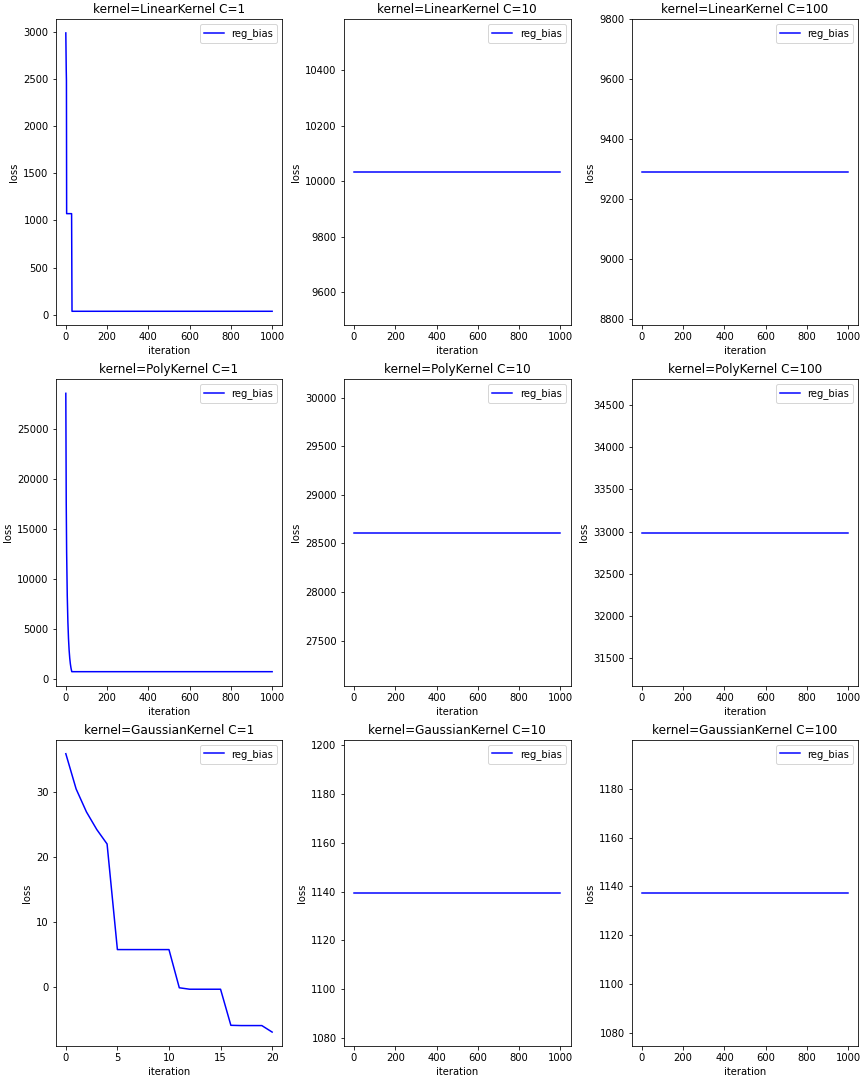 kernel=LinearKernel C=1
3000
2500
2000
1500
1000
500
0
loss
reg_bias
0 200 400 600 800 1000
iteration
kernel=LinearKernel C=10
10400
10200
10000
9800
9600
loss
reg_bias
0 200 400 600 800 1000
iteration
kernel=LinearKernel C=100
9800
9600
9400
9200
9000
8800
loss
reg_bias
0 200 400 600 800 1000
iteration
kernel=PolyKernel C=1
25000
20000
15000
10000
5000
0
loss
reg_bias
0 200 400 600 800 1000
iteration
kernel=PolyKernel C=10
30000
29500
29000
28500
28000
27500
loss
reg_bias
0 200 400 600 800 1000
iteration
kernel=PolyKernel C=100
34500
34000
33500
33000
32500
32000
31500
loss
reg_bias
0 200 400 600 800 1000
iteration
kernel=GaussianKernel C=1
30
20
10
0
loss
reg_bias
0 5 10 15 20
iteration
kernel=GaussianKernel C=10
1200
1180
1160
1140
1120
1100
1080
loss
reg_bias
0 200 400 600 800 1000
iteration
kernel=GaussianKernel C=100
1180
1160
1140
1120
1100
1080
loss
reg_bias
0 200 400 600 800 1000
iteration